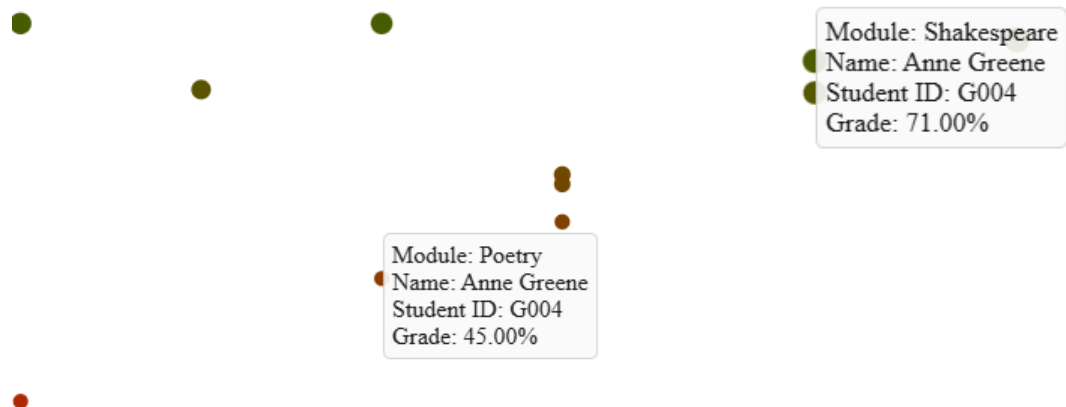 Module: Shakespeare
Name: Anne Greene
Student ID: G004
Grade: 71.00%
Module: Poetry
Name: Anne Greene
Student ID: G004
Grade: 45.00%